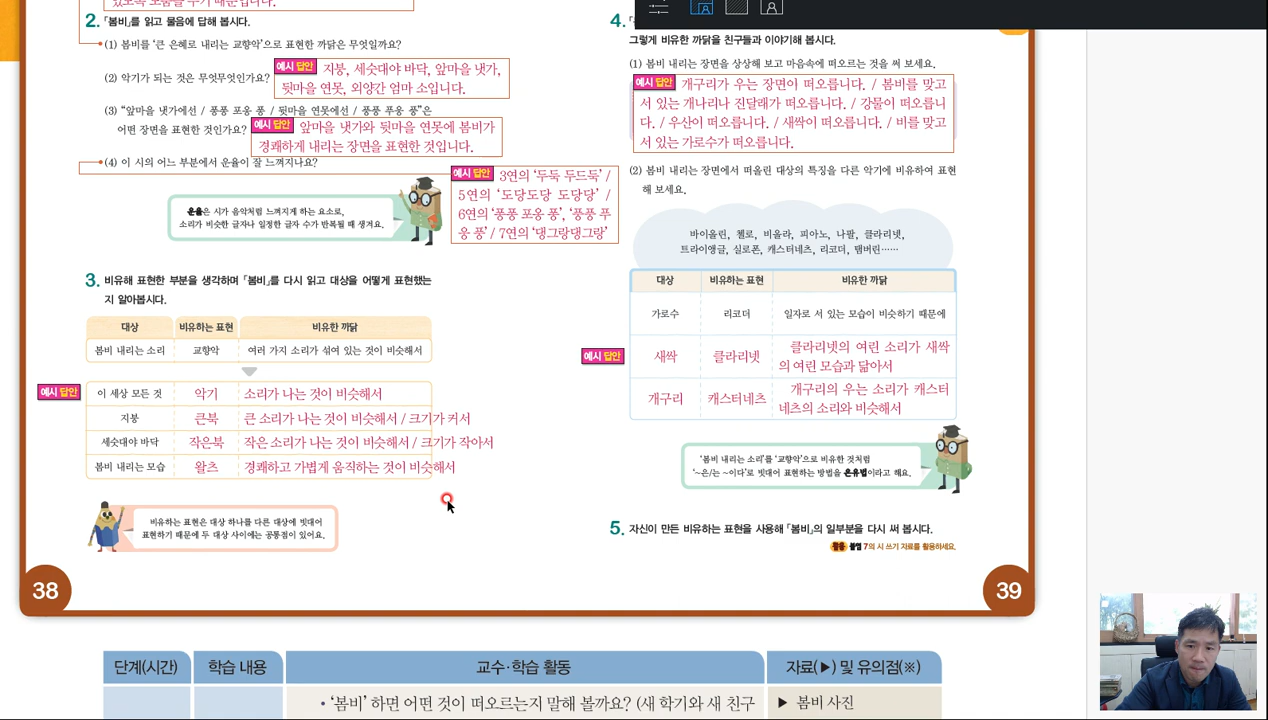 2. 「봄비」를 읽고 물음에 답해 봅시다.
(1) 봄비를 '큰 은혜로 내리는 교향악'으로 표현한 까닭은 무엇일까요?
(2) 악기가 되는 것은 무엇무엇인가요?
예시 답안 지붕, 세숫대야 바닥, 앞마을 냇가,
뒷마을 연못, 외양간 엄마 소입니다.
(3) "앞마을 냇가에선 / 퐁퐁 포옹 퐁 / 뒷마을 연못에선 / 풍풍 푸웅 풍"은
어떤 장면을 표현한 것인가요?
예시 답안 앞마을 냇가와 뒷마을 연못에 봄비가
경쾌하게 내리는 장면을 표현한 것입니다.
(4) 이 시의 어느 부분에서 운율이 잘 느껴지나요?
예시 답안 3연의 '두둑 두드둑' /
5연의 '도당도당 도당당' /
6연의 '퐁퐁 포옹 퐁', '풍풍 푸
웅 풍' / 7연의 '댕그랑댕그랑'
운율은 시가 음악처럼 느껴지게 하는 요소로,
소리가 비슷한 글자나 일정한 글자 수가 반복될 때 생겨요.
3. 비유해 표현한 부분을 생각하며 「봄비」를 다시 읽고 대상을 어떻게 표현했는
지 알아봅시다.
대상 비유하는 표현 비유한 까닭
봄비 내리는 소리 교향악 여러 가지 소리가 섞여 있는 것이 비슷해서
예시 답안 이 세상 모든 것 악기 소리가 나는 것이 비슷해서
지붕 큰북 큰 소리가 나는 것이 비슷해서 / 크기가 커서
세숫대야 바닥 작은북 작은 소리가 나는 것이 비슷해서 / 크기가 작아서
봄비 내리는 모습 왈츠 경쾌하고 가볍게 움직하는 것이 비슷해서
비유하는 표현은 대상 하나를 다른 대상에 빗대어
표현하기 때문에 두 대상 사이에는 공통점이 있어요.
38
4.
그렇게 비유한 까닭을 친구들과 이야기해 봅시다.
(1) 봄비 내리는 장면을 상상해 보고 마음속에 떠오르는 것을 써 보세요.
예시 답안 개구리가 우는 장면이 떠오릅니다. / 봄비를 맞고
서 있는 개나리나 진달래가 떠오릅니다. / 강물이 떠오릅니
다. / 우산이 떠오릅니다. / 새싹이 떠오릅니다. / 비를 맞고
서 있는 가로수가 떠오릅니다.
(2) 봄비 내리는 장면에서 떠올린 대상의 특징을 다른 악기에 비유하여 표현
해 보세요.
바이올린, 첼로, 비올라, 피아노, 나팔, 클라리넷,
트라이앵글, 실로폰, 캐스터네츠, 리코더, 탬버린……
대상 비유하는 표현 비유한 까닭
가로수 리코더 일자로 서 있는 모습이 비슷하기 때문에
예시 답안 새싹 클라리넷 클라리넷의 여린 소리가 새싹
의 여린 모습과 닮아서
개구리 캐스터네츠 개구리의 우는 소리가 캐스터
네츠의 소리와 비슷해서
'봄비 내리는 소리'를 '교향악'으로 비유한 것처럼
'~은/는 ~이다'로 빗대어 표현하는 방법을 은유법이라고 해요.
5. 자신이 만든 비유하는 표현을 사용해 「봄비」의 일부분을 다시 써 봅시다.
활용 붙임 7의 시 쓰기 자료를 활용하세요.
39
단계(시간) 학습 내용 교수·학습 활동 자료(▶) 및 유의점(※)
• '봄비' 하면 어떤 것이 떠오르는지 말해 볼까요? (새 학기와 새 친구
▶ 봄비 사진